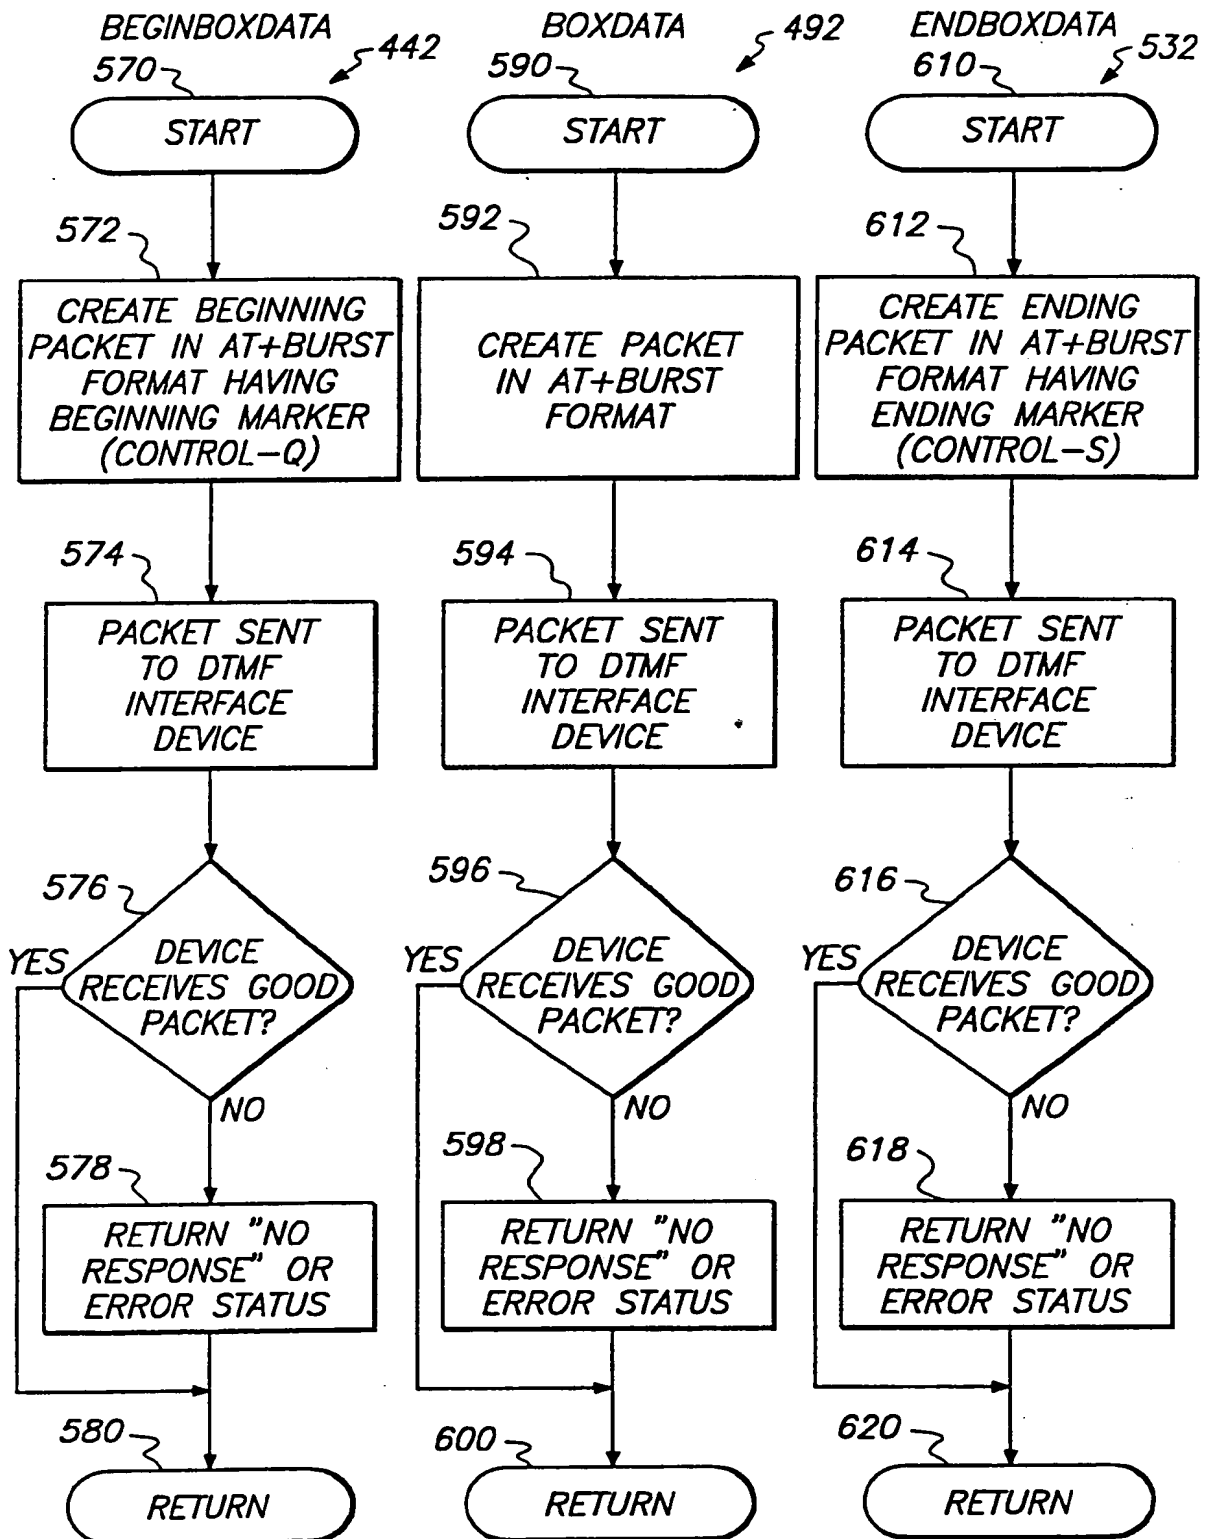 BEGINBOXDATA
442
570
START
572
CREATE BEGINNING
PACKET IN AT+BURST
FORMAT HAVING
BEGINNING MARKER
(CONTROL-Q)
574
PACKET SENT
TO DTMF
INTERFACE
DEVICE
576
YES
DEVICE
RECEIVES GOOD
PACKET?
NO
578
RETURN "NO
RESPONSE" OR
ERROR STATUS
580
RETURN
BOXDATA
492
590
START
592
CREATE PACKET
IN AT+BURST
FORMAT
594
PACKET SENT
TO DTMF
INTERFACE
DEVICE
596
YES
DEVICE
RECEIVES GOOD
PACKET?
NO
598
RETURN "NO
RESPONSE" OR
ERROR STATUS
600
RETURN
ENDBOXDATA
532
610
START
612
CREATE ENDING
PACKET IN AT+BURST
FORMAT HAVING
ENDING MARKER
(CONTROL-S)
614
PACKET SENT
TO DTMF
INTERFACE
DEVICE
616
YES
DEVICE
RECEIVES GOOD
PACKET?
NO
618
RETURN "NO
RESPONSE" OR
ERROR STATUS
620
RETURN